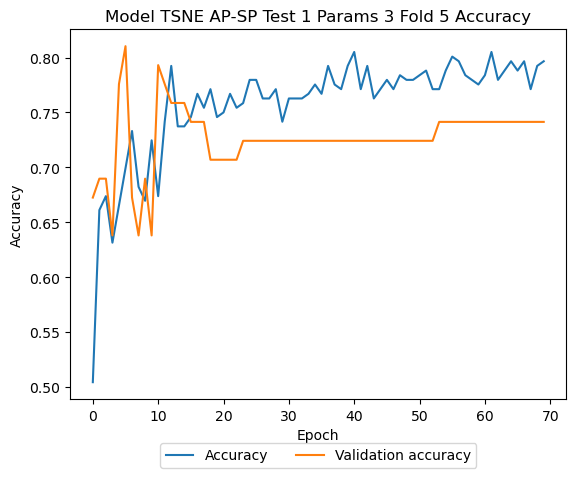 Model TSNE AP-SP Test 1 Params 3 Fold 5 Accuracy
0.80
0.75
0.70
0.65
0.60
0.55
0.50
Accuracy
0 10 20 30 40 50 60 70
Epoch
Accuracy Validation accuracy